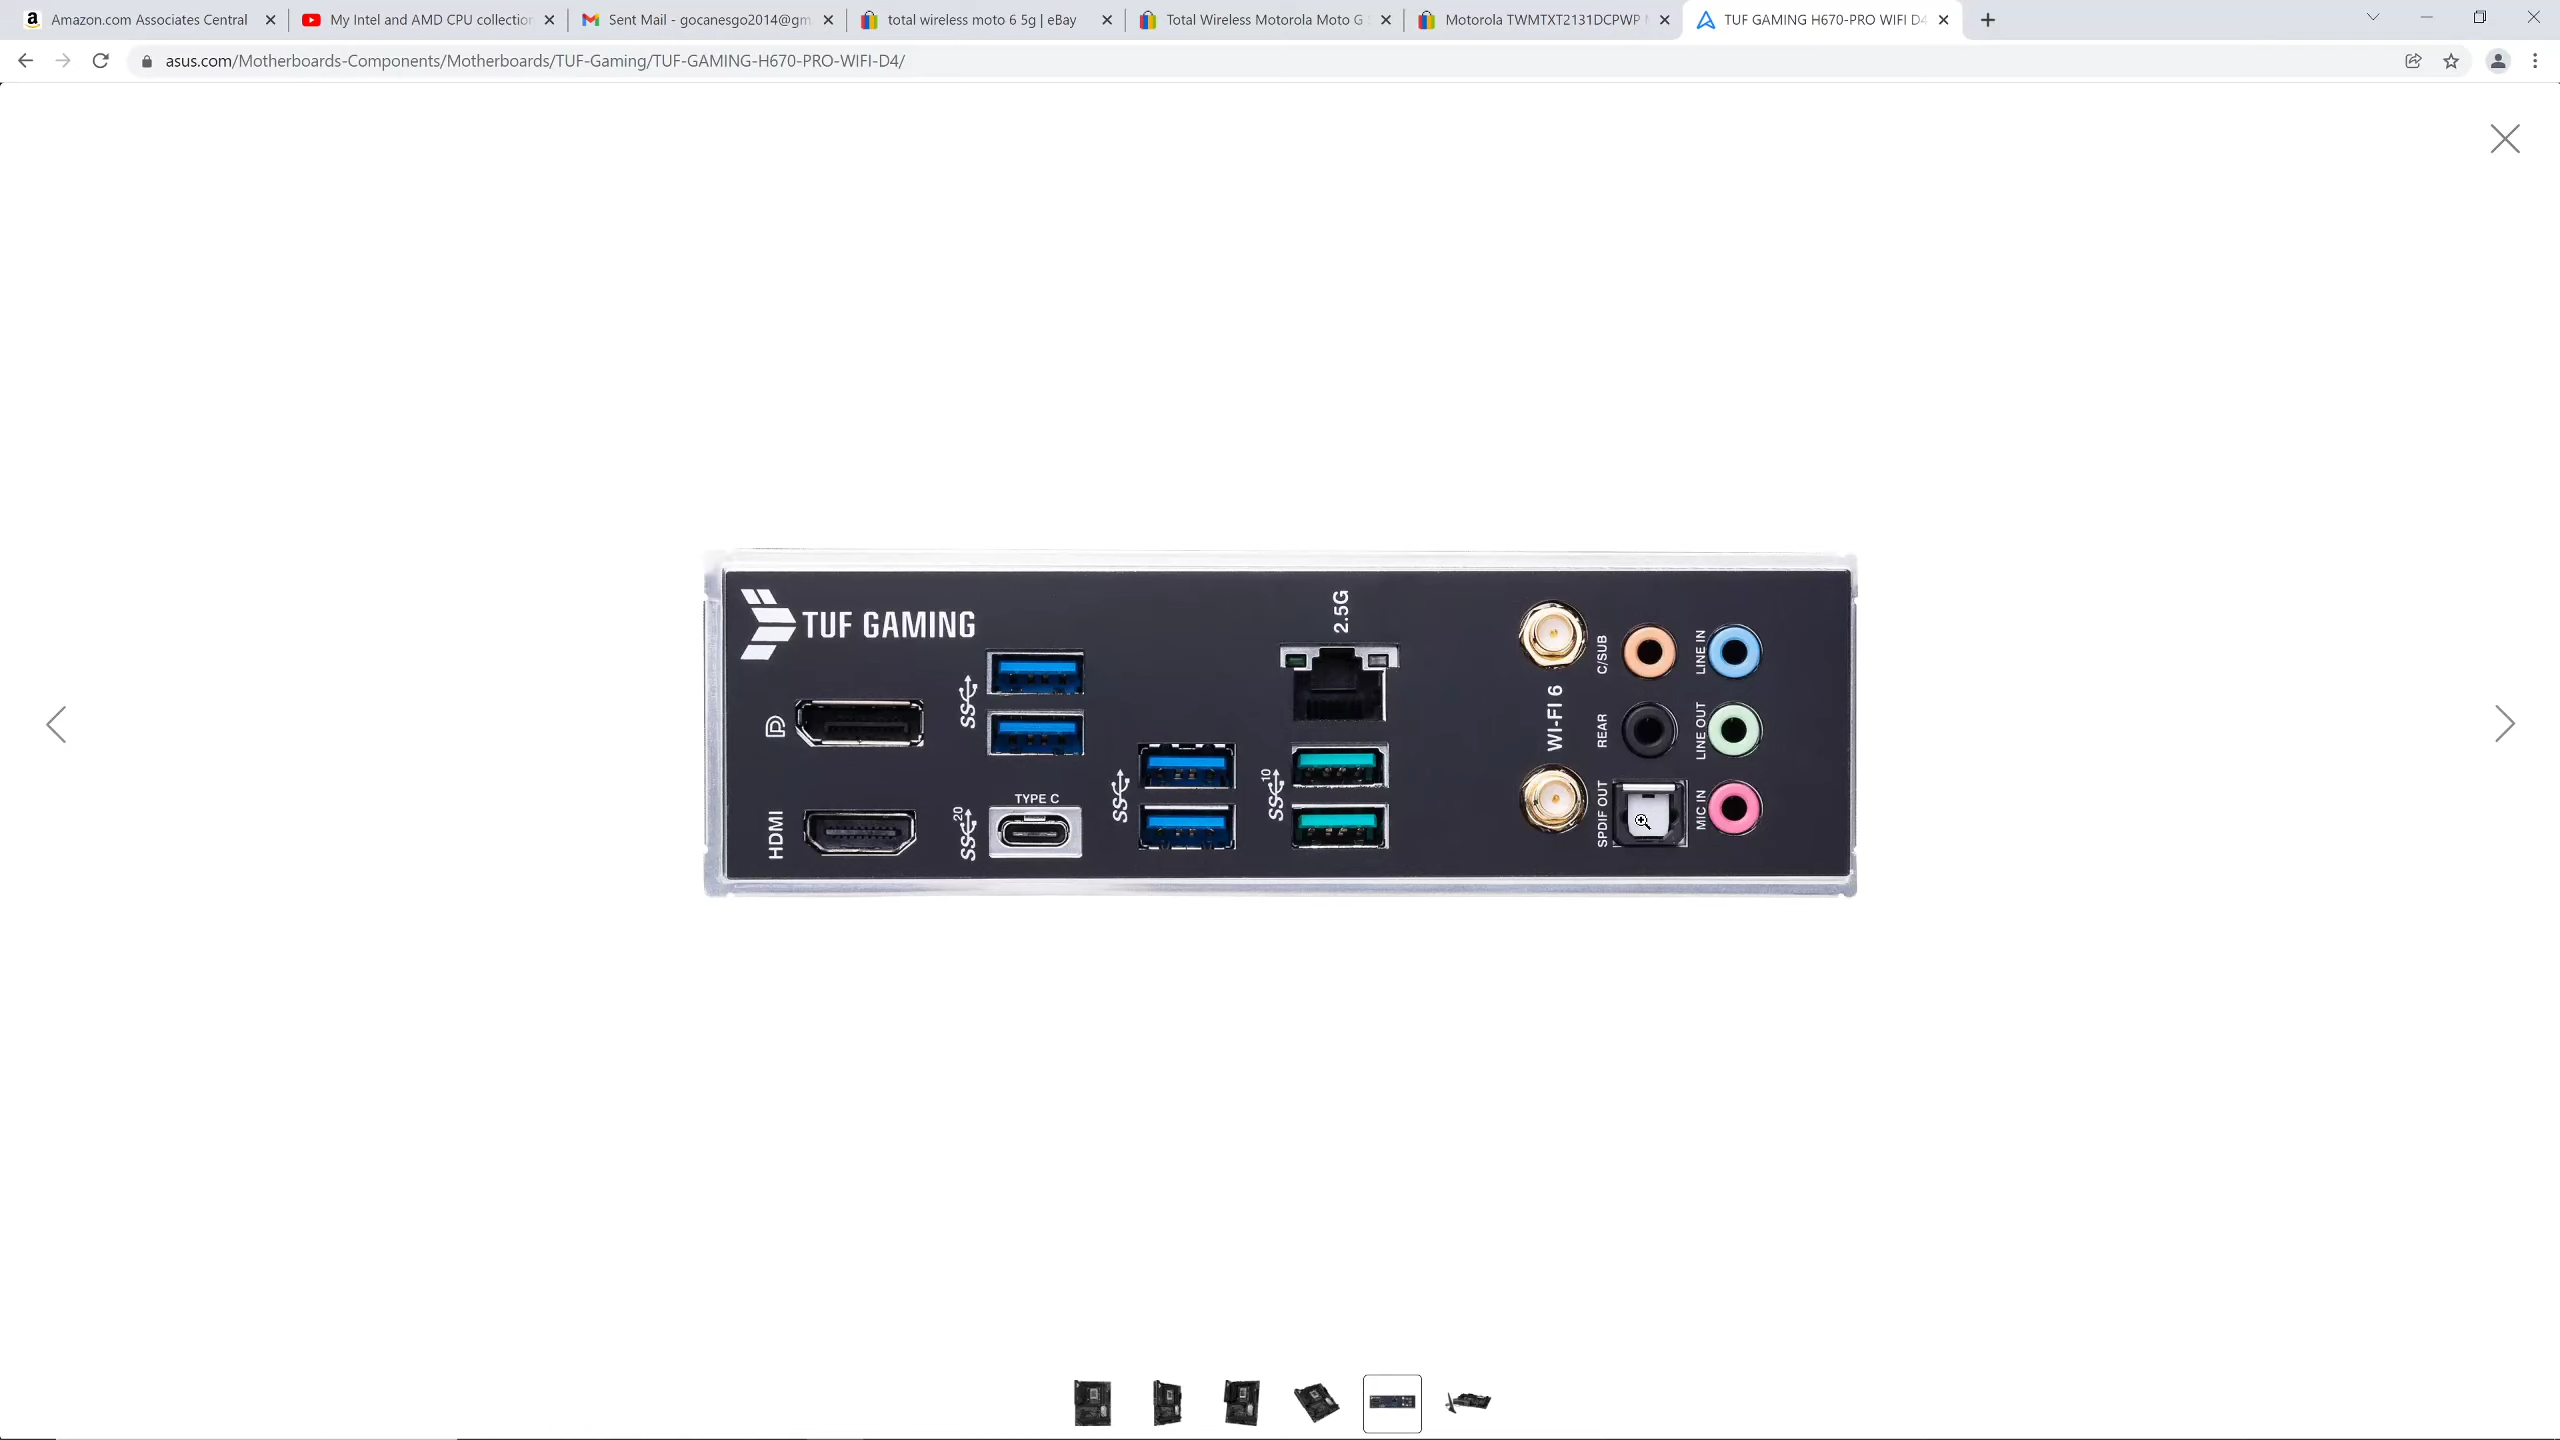 Amazon.com Associates Central
My Intel and AMD CPU collection
Sent Mail - gocanesgo2014@gm
total wireless moto 6 5g | eBay
Total Wireless Motorola Moto G
Motorola TWMTXT2131DCPWP
TUF GAMING H670-PRO WIFI D4
asus.com/Motherboards-Components/Motherboards/TUF-Gaming/TUF-GAMING-H670-PRO-WIFI-D4/
TUF GAMING
2.5G
C/SUB
LINE IN
SS
WI-FI 6
REAR
LINE OUT
HDMI
SS 20
TYPE C
SS
SS 10
SPDIF OUT
MIC IN